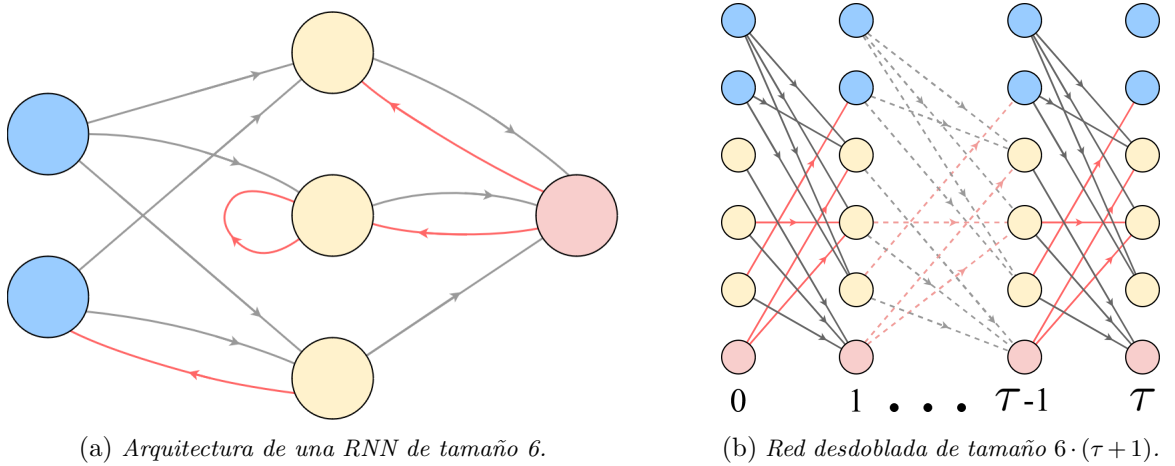 0 1 ... τ-1 τ
(a) Arquitectura de una RNN de tamaño 6.
(b) Red desdoblada de tamaño 6·(τ+1).